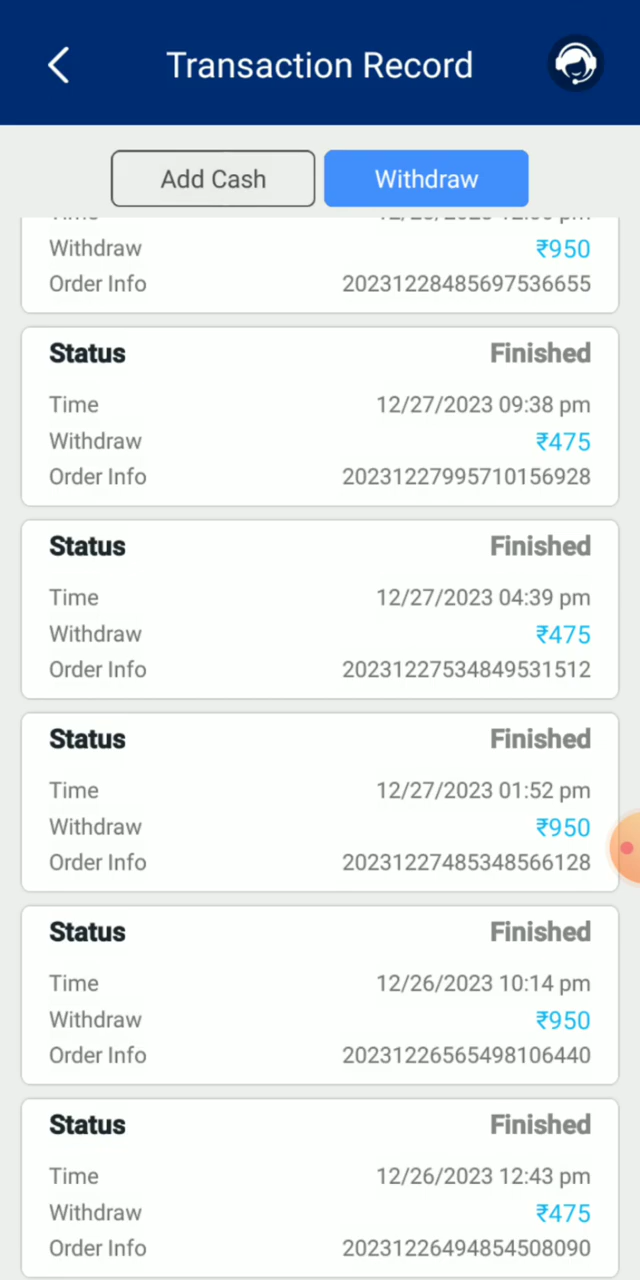 Transaction Record
Add Cash
Withdraw
Withdraw ₹950
Order Info 20231228485697536655
Status Finished
Time 12/27/2023 09:38 pm
Withdraw ₹475
Order Info 20231227995710156928
Status Finished
Time 12/27/2023 04:39 pm
Withdraw ₹475
Order Info 20231227534849531512
Status Finished
Time 12/27/2023 01:52 pm
Withdraw ₹950
Order Info 20231227485348566128
Status Finished
Time 12/26/2023 10:14 pm
Withdraw ₹950
Order Info 20231226565498106440
Status Finished
Time 12/26/2023 12:43 pm
Withdraw ₹475
Order Info 20231226494854508090